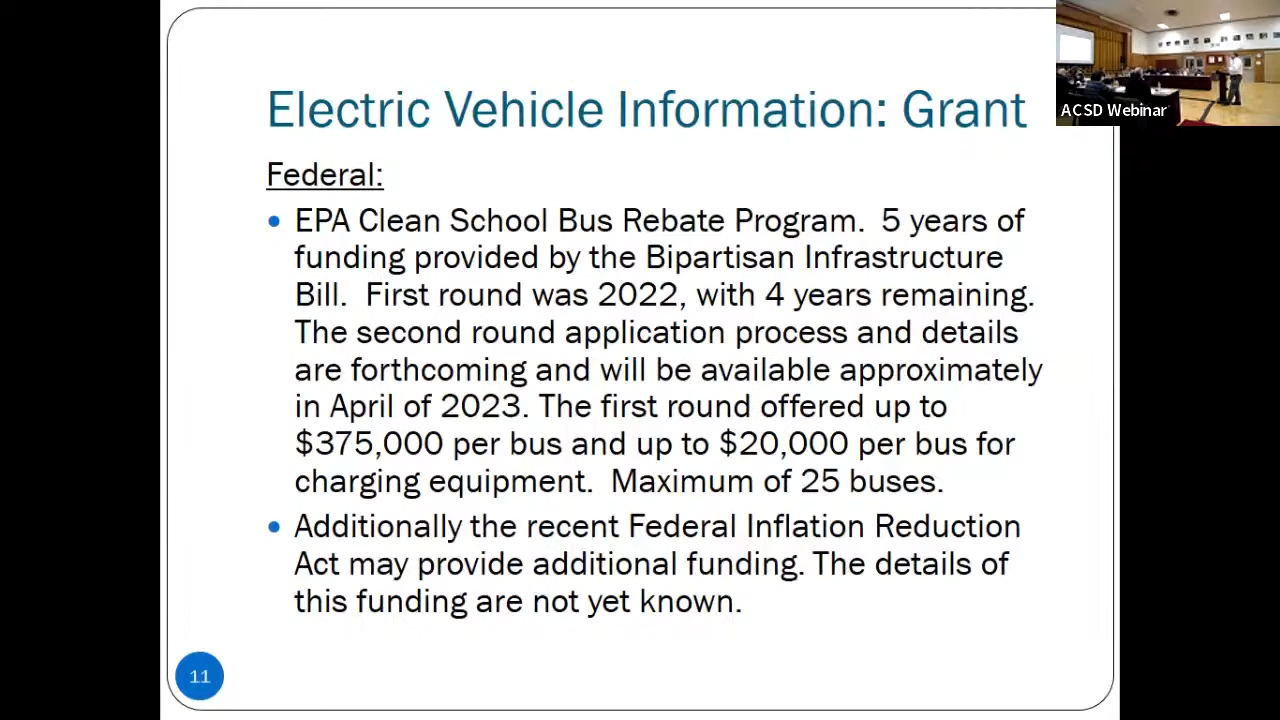 Electric Vehicle Information: Grant
ACSD Webinar
Federal:
• EPA Clean School Bus Rebate Program.  5 years of
funding provided by the Bipartisan Infrastructure
Bill.  First round was 2022, with 4 years remaining.
The second round application process and details
are forthcoming and will be available approximately
in April of 2023. The first round offered up to
$375,000 per bus and up to $20,000 per bus for
charging equipment.  Maximum of 25 buses.
• Additionally the recent Federal Inflation Reduction
Act may provide additional funding. The details of
this funding are not yet known.
11